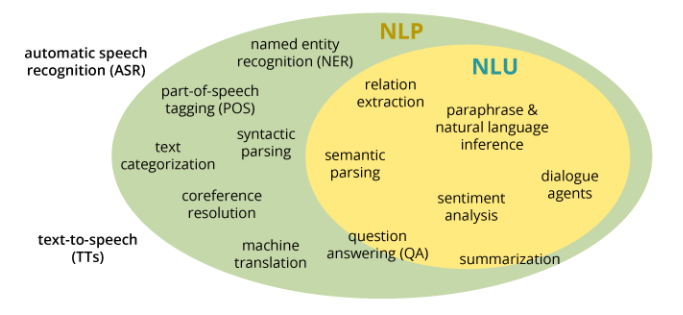 NLP
NLU
automatic speech
recognition (ASR)
named entity
recognition (NER)
relation
extraction
part-of-speech
tagging (POS)
paraphrase &
natural language
inference
syntactic
parsing
text
categorization
semantic
parsing
dialogue
agents
coreference
resolution
sentiment
analysis
text-to-speech
(TTs)
machine
translation
question
answering (QA)
summarization